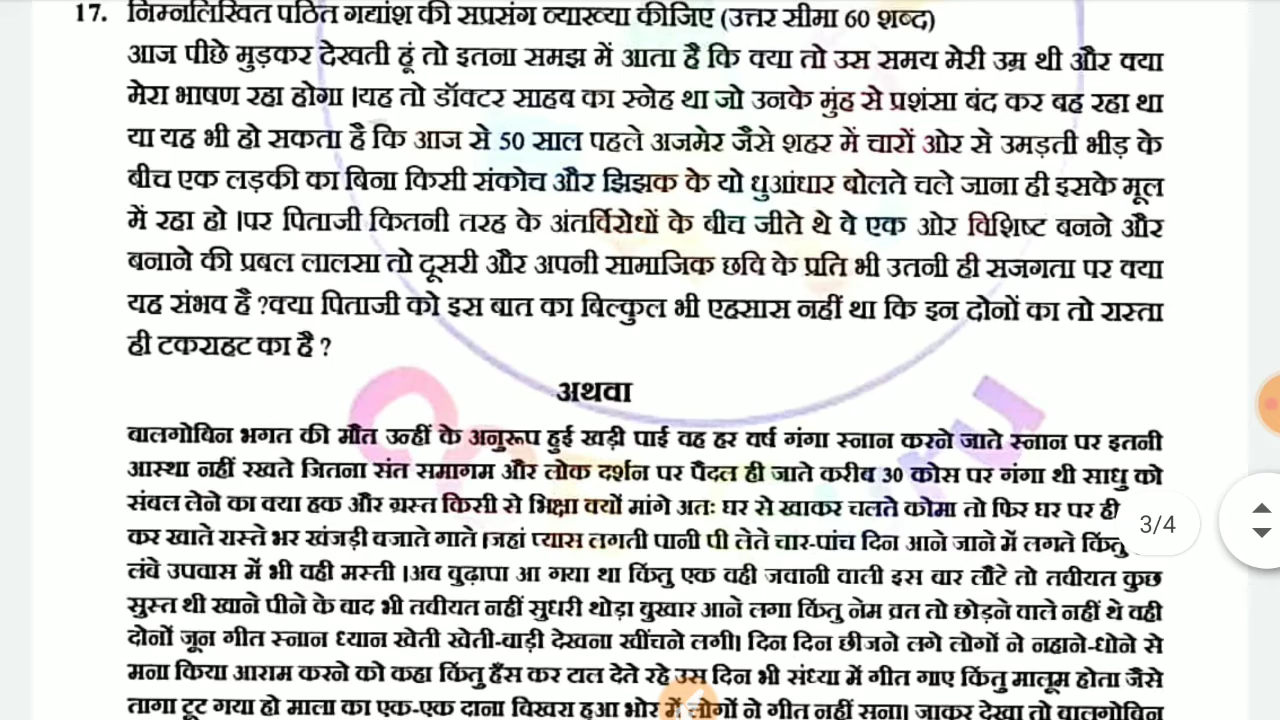 17. निम्नलिखित पठित गद्यांश की सप्रसंग व्याख्या कीजिए (उत्तर सीमा 60 शब्द)
आज पीछे मुड़कर देखती हूं तो इतना समझ में आता है कि क्या तो उस समय मेरी उम्र थी और क्या
मेरा भाषण रहा होगा ।यह तो डॉक्टर साहब का स्नेह था जो उनके मुंह से प्रशंसा बंद कर बह रहा था
या यह भी हो सकता है कि आज से 50 साल पहले अजमेर जैसे शहर में चारों ओर से उमड़ती भीड़ के
बीच एक लड़की का बिना किसी संकोच और झिझक के यो धुआंधार बोलते चले जाना ही इसके मूल
में रहा हो ।पर पिताजी कितनी तरह के अंतर्विरोधों के बीच जीते थे वे एक ओर विशिष्ट बनने और
बनाने की प्रबल लालसा तो दूसरी और अपनी सामाजिक छवि के प्रति भी उतनी ही सजगता पर क्या
यह संभव है ?क्या पिताजी को इस बात का बिल्कुल भी एहसास नहीं था कि इन दोनों का तो रास्ता
ही टकराहट का है ?
अथवा
बालगोबिन भगत की मौत उन्हीं के अनुरूप हुई खड़ी पाई वह हर वर्ष गंगा स्नान करने जाते स्नान पर इतनी
आस्था नहीं रखते जितना संत समागम और लोक दर्शन पर पैदल ही जाते करीब 30 कोस पर गंगा थी साधु को
संबल लेने का क्या हक और ग्रस्त किसी से भिक्षा क्यों मांगे अतः घर से खाकर चलते कोमा तो फिर घर पर ही
कर खाते रास्ते भर खंजड़ी बजाते गाते ।जहां प्यास लगती पानी पी लेते चार-पांच दिन आने जाने में लगते किंतु
लंबे उपवास में भी वही मस्ती ।अब बुढ़ापा आ गया था किंतु एक वही जवानी वाली इस बार लौटे तो तबीयत कुछ
सुस्त थी खाने पीने के बाद भी तबीयत नहीं सुधरी थोड़ा बुखार आने लगा किंतु नेम व्रत तो छोड़ने वाले नहीं थे वही
दोनों जून गीत स्नान ध्यान खेती खेती-बाड़ी देखना खींचने लगी। दिन दिन छीजने लगे लोगों ने नहाने-धोने से
मना किया आराम करने को कहा किंतु हँस कर टाल देते रहे उस दिन भी संध्या में गीत गाए किंतु मालूम होता जैसे
तागा टूट गया हो माला का एक-एक दाना बिखरा हुआ भोर में लोगों ने गीत नहीं सुना। जाकर देखा तो बालगोबिन
3/4